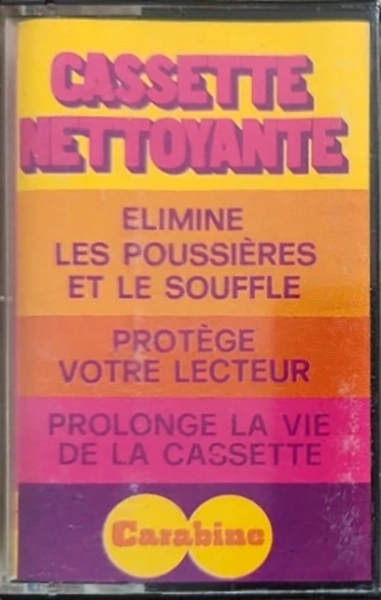 CASSETTE
NETTOYANTE
ELIMINE
LES POUSSIÈRES
ET LE SOUFFLE
PROTÈGE
VOTRE LECTEUR
PROLONGE LA VIE
DE LA CASSETTE
Carabine